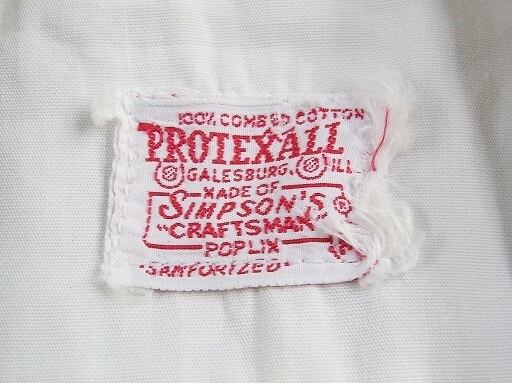 100% COMBED COTTON
PROTEXALL
GALESBURG, ILL
MADE OF
SIMPSON'S
"CRAFTSMAN
POPLIN
"SANFORIZED"